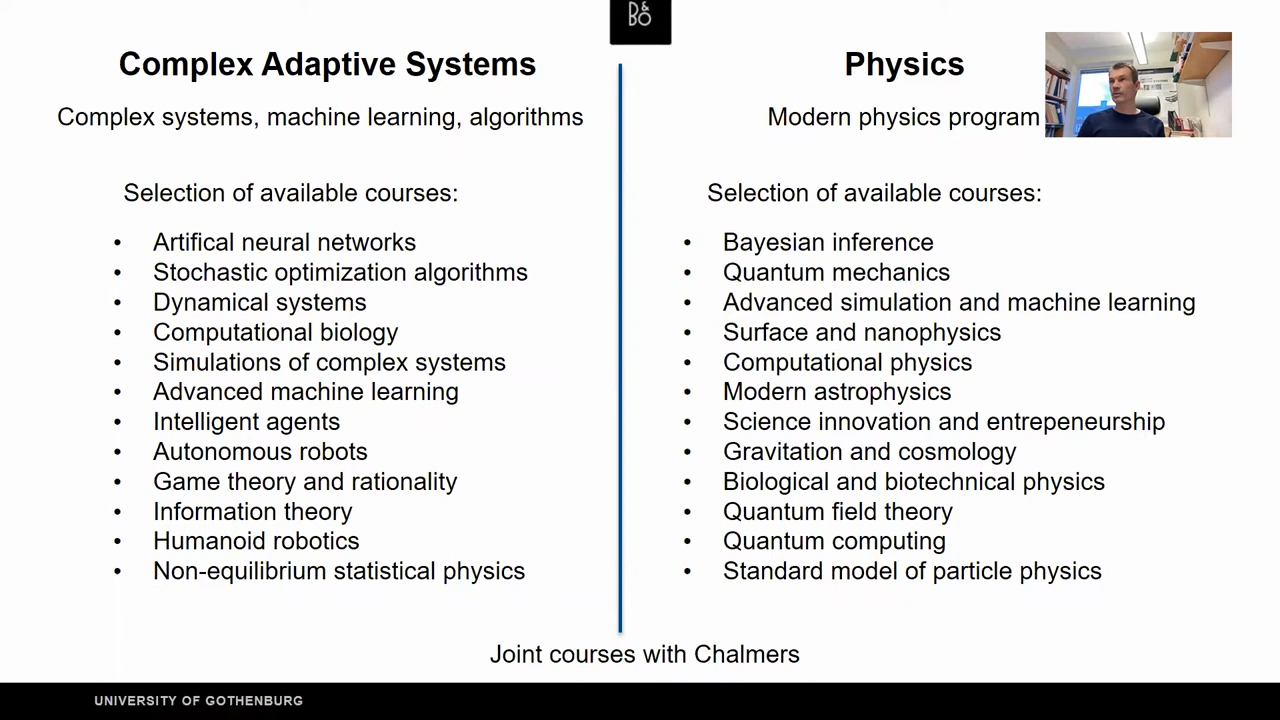 B&
BO
Complex Adaptive Systems
Complex systems, machine learning, algorithms
Selection of available courses:
• Artifical neural networks
• Stochastic optimization algorithms
• Dynamical systems
• Computational biology
• Simulations of complex systems
• Advanced machine learning
• Intelligent agents
• Autonomous robots
• Game theory and rationality
• Information theory
• Humanoid robotics
• Non-equilibrium statistical physics
Physics
Modern physics program
Selection of available courses:
• Bayesian inference
• Quantum mechanics
• Advanced simulation and machine learning
• Surface and nanophysics
• Computational physics
• Modern astrophysics
• Science innovation and entrepeneurship
• Gravitation and cosmology
• Biological and biotechnical physics
• Quantum field theory
• Quantum computing
• Standard model of particle physics
Joint courses with Chalmers
UNIVERSITY OF GOTHENBURG